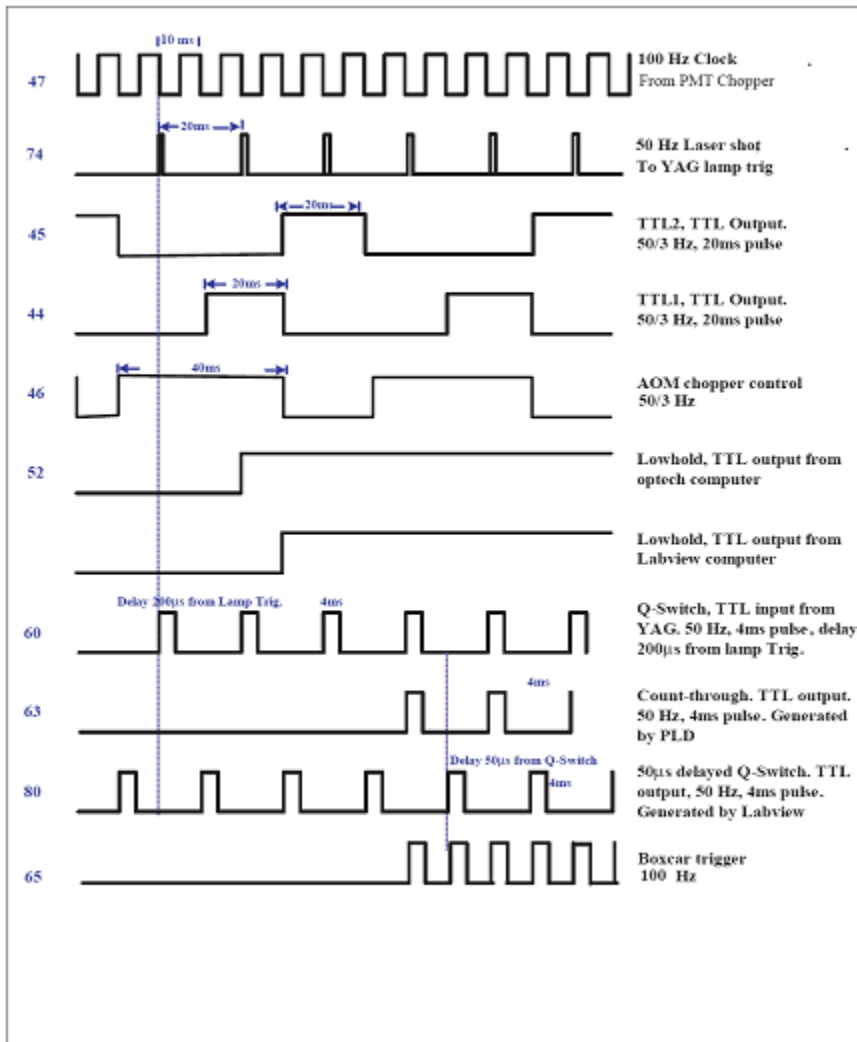 10 ms
47
100 Hz Clock
From PMT Chopper
20ms
74
50 Hz Laser shot
To YAG lamp trig
20ms
45
TTL2, TTL Output.
50/3 Hz, 20ms pulse
20ms
44
TTL1, TTL Output.
50/3 Hz, 20ms pulse
40ms
46
AOM chopper control
50/3 Hz
52
Lowhold, TTL output from
optech computer
Lowhold, TTL output from
Labview computer
Delay 200µs from Lamp Trig.
4ms
60
Q-Switch, TTL input from
YAG. 50 Hz, 4ms pulse, delay
200µs from lamp Trig.
4ms
63
Count-through. TTL output.
50 Hz, 4ms pulse. Generated
by PLD
Delay 50µs from Q-Switch
4ms
80
50µs delayed Q-Switch. TTL
output, 50 Hz, 4ms pulse.
Generated by Labview
65
Boxcar trigger
100 Hz